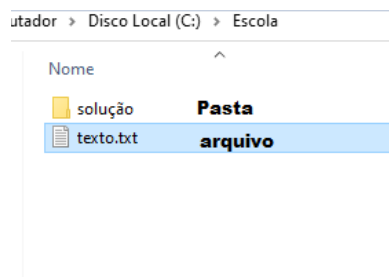 utador > Disco Local (C:) > Escola
Nome
solução Pasta
texto.txt arquivo